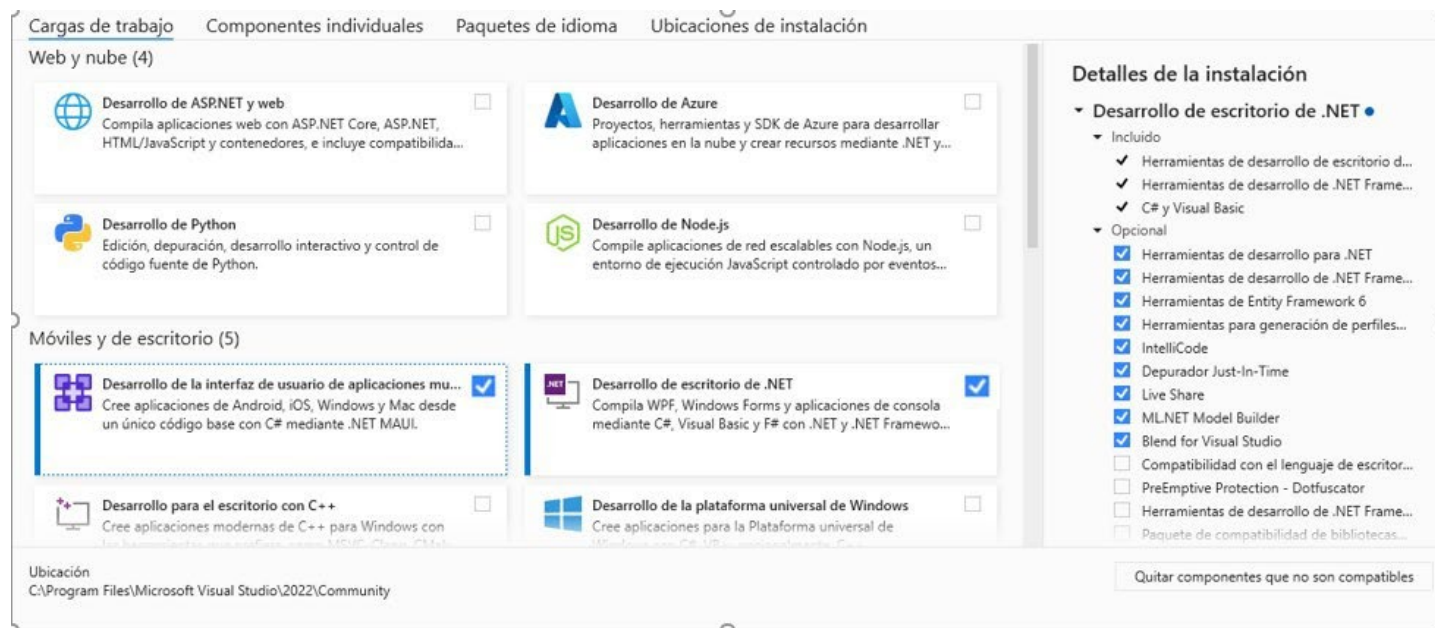 Cargas de trabajo Componentes individuales Paquetes de idioma Ubicaciones de instalación
Web y nube (4)
Desarrollo de ASP.NET y web
Compila aplicaciones web con ASP.NET Core, ASP.NET,
HTML/JavaScript y contenedores, e incluye compatibilida...
Desarrollo de Azure
Proyectos, herramientas y SDK de Azure para desarrollar
aplicaciones en la nube y crear recursos mediante .NET y...
Desarrollo de Python
Edición, depuración, desarrollo interactivo y control de
código fuente de Python.
JS
Desarrollo de Node.js
Compile aplicaciones de red escalables con Node.js, un
entorno de ejecución JavaScript controlado por eventos...
Móviles y de escritorio (5)
Desarrollo de la interfaz de usuario de aplicaciones mu...
Cree aplicaciones de Android, iOS, Windows y Mac desde
un único código base con C# mediante .NET MAUI.
.NET
Desarrollo de escritorio de .NET
Compila WPF, Windows Forms y aplicaciones de consola
mediante C#, Visual Basic y F# con .NET y .NET Framewo...
Desarrollo para el escritorio con C++
Cree aplicaciones modernas de C++ para Windows con
Desarrollo de la plataforma universal de Windows
Cree aplicaciones para la Plataforma universal de
Detalles de la instalación
Desarrollo de escritorio de .NET
Incluido
Herramientas de desarrollo de escritorio d...
Herramientas de desarrollo de .NET Frame...
C# y Visual Basic
Opcional
Herramientas de desarrollo para .NET
Herramientas de desarrollo de .NET Frame...
Herramientas de Entity Framework 6
Herramientas para generación de perfiles...
IntelliCode
Depurador Just-In-Time
Live Share
ML.NET Model Builder
Blend for Visual Studio
Compatibilidad con el lenguaje de escritor...
PreEmptive Protection - Dotfuscator
Herramientas de desarrollo de .NET Frame...
Paquete de compatibilidad de bibliotecas...
Ubicación
C:\Program Files\Microsoft Visual Studio\2022\Community
Quitar componentes que no son compatibles